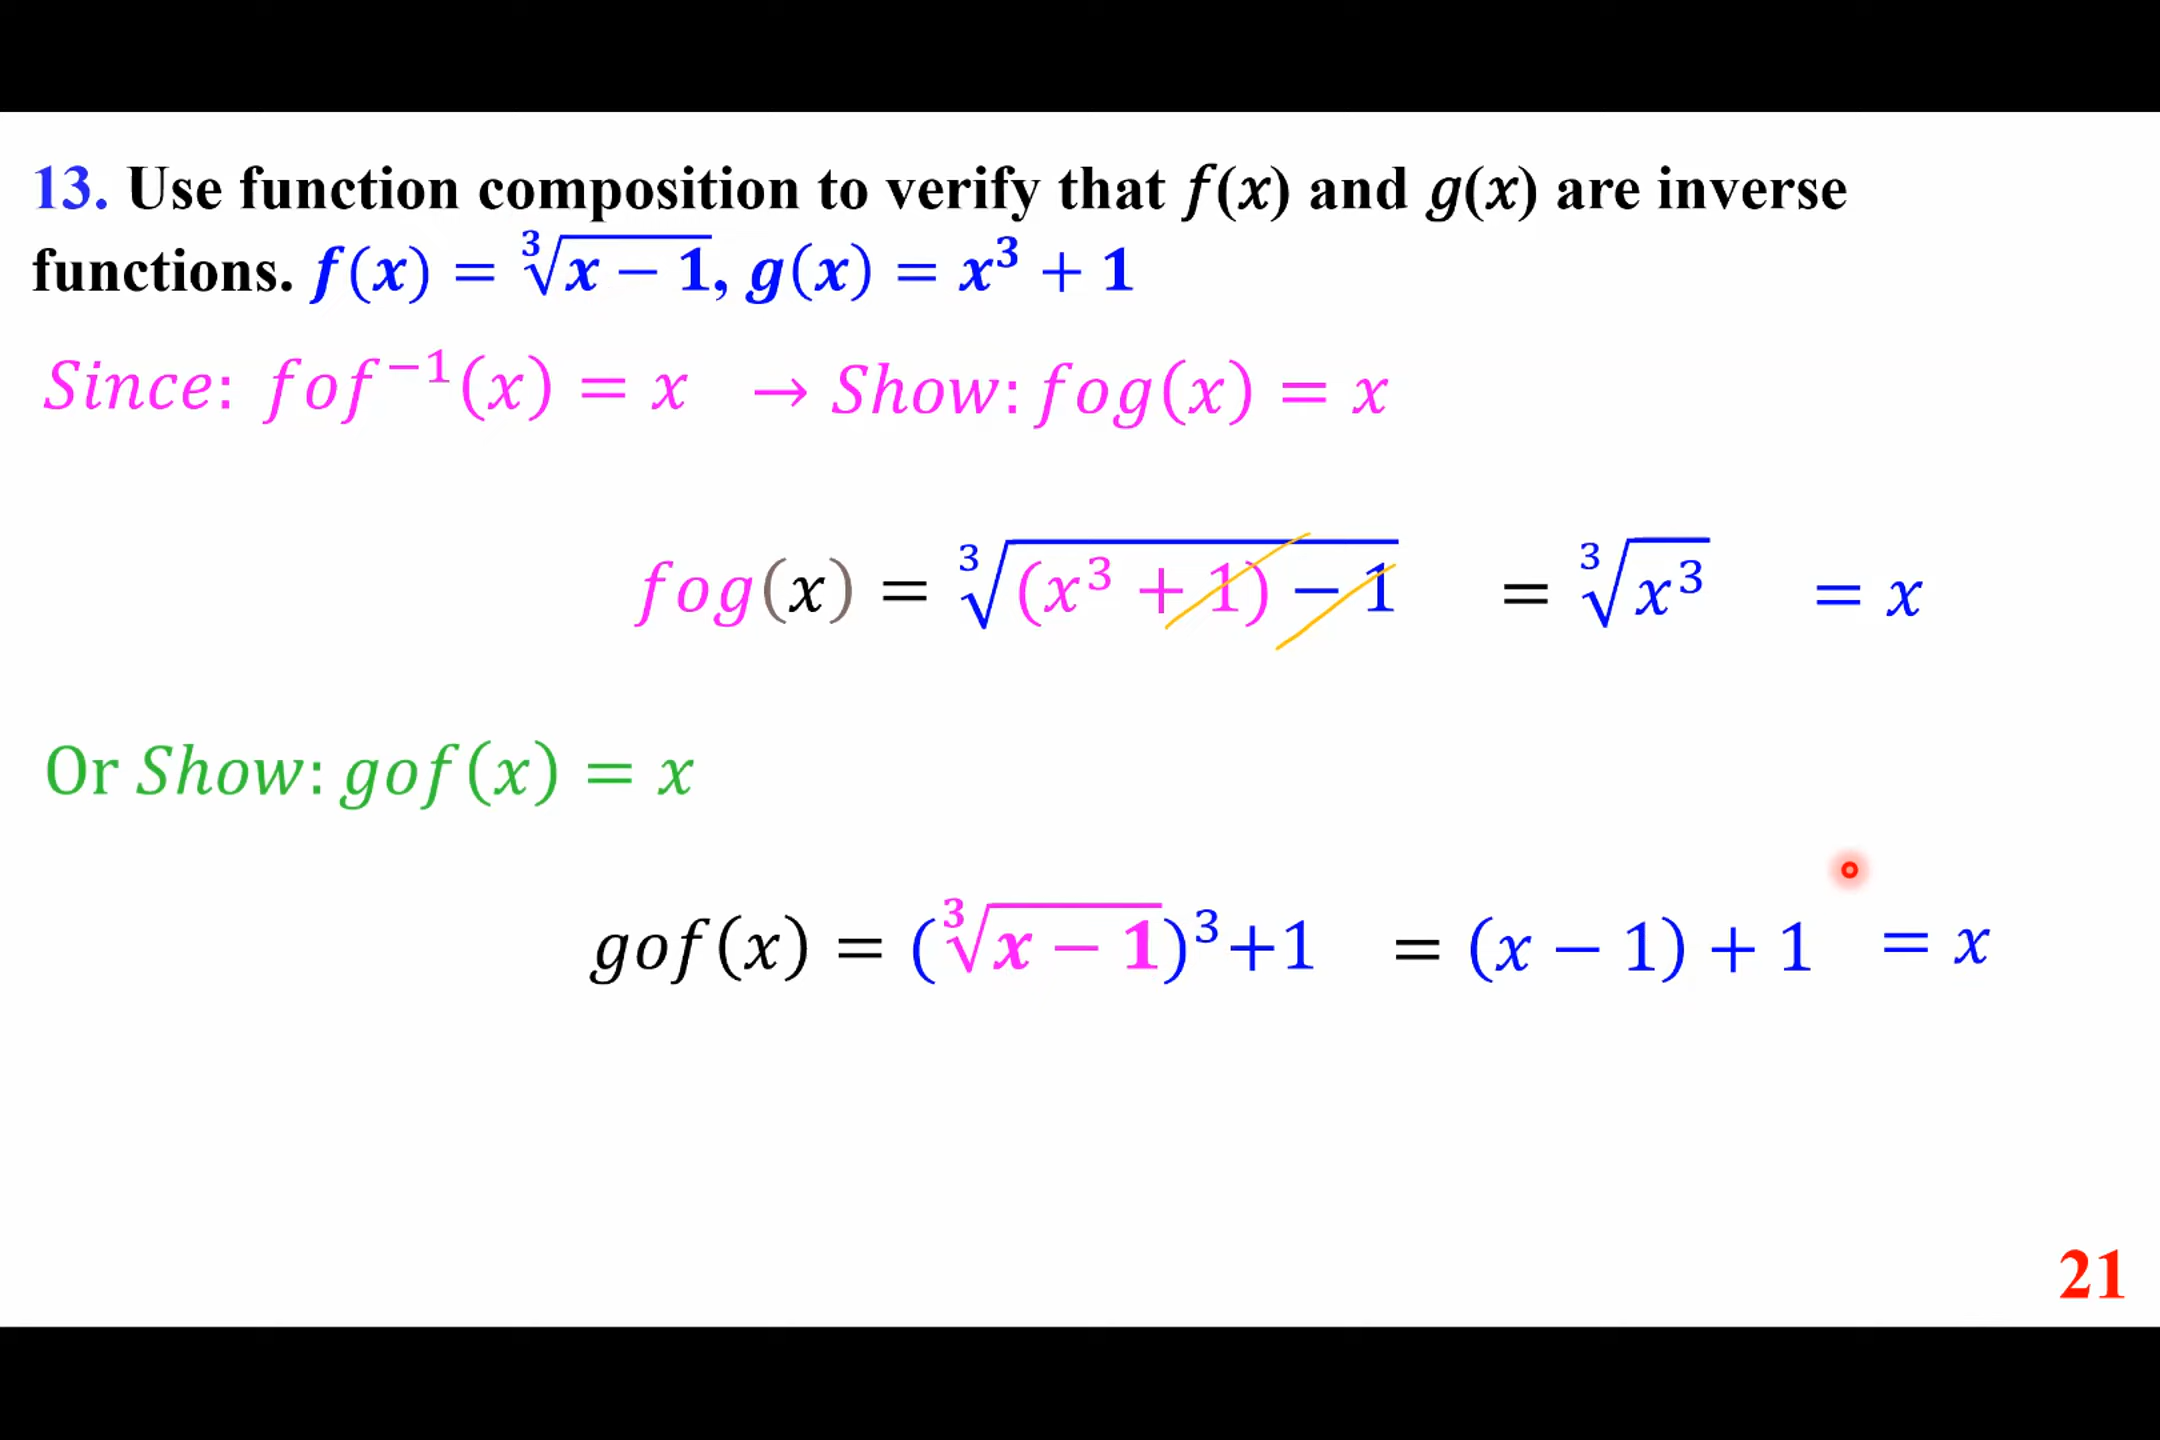 13. Use function composition to verify that f(x) and g(x) are inverse
functions. f(x) = ∛(x − 1), g(x) = x³ + 1
Since: fof⁻¹(x) = x → Show: fog(x) = x
fog(x) = ∛((x³ + 1) − 1) = ∛(x³) = x
Or Show: gof(x) = x
gof(x) = (∛(x − 1))³+1 = (x − 1) + 1 = x
21